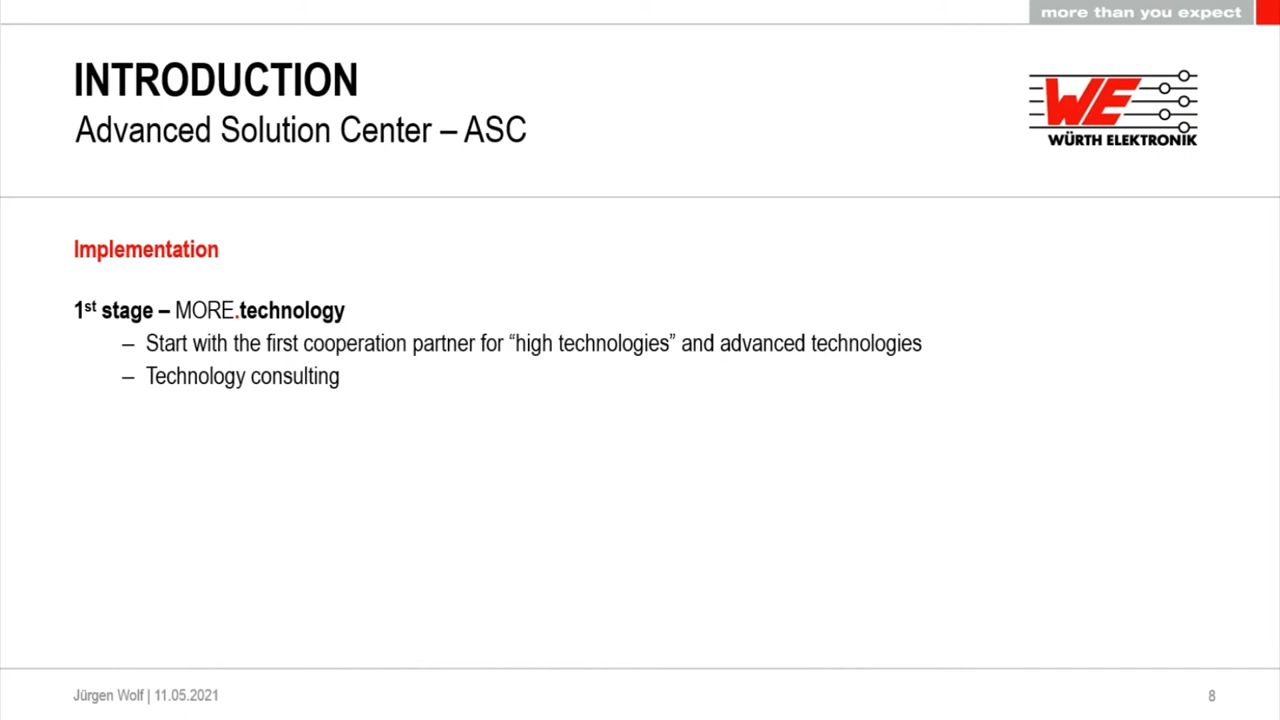 more than you expect
INTRODUCTION
Advanced Solution Center – ASC
WE
WÜRTH ELEKTRONIK
Implementation
1st stage – MORE.technology
– Start with the first cooperation partner for “high technologies” and advanced technologies
– Technology consulting
Jürgen Wolf | 11.05.2021
8